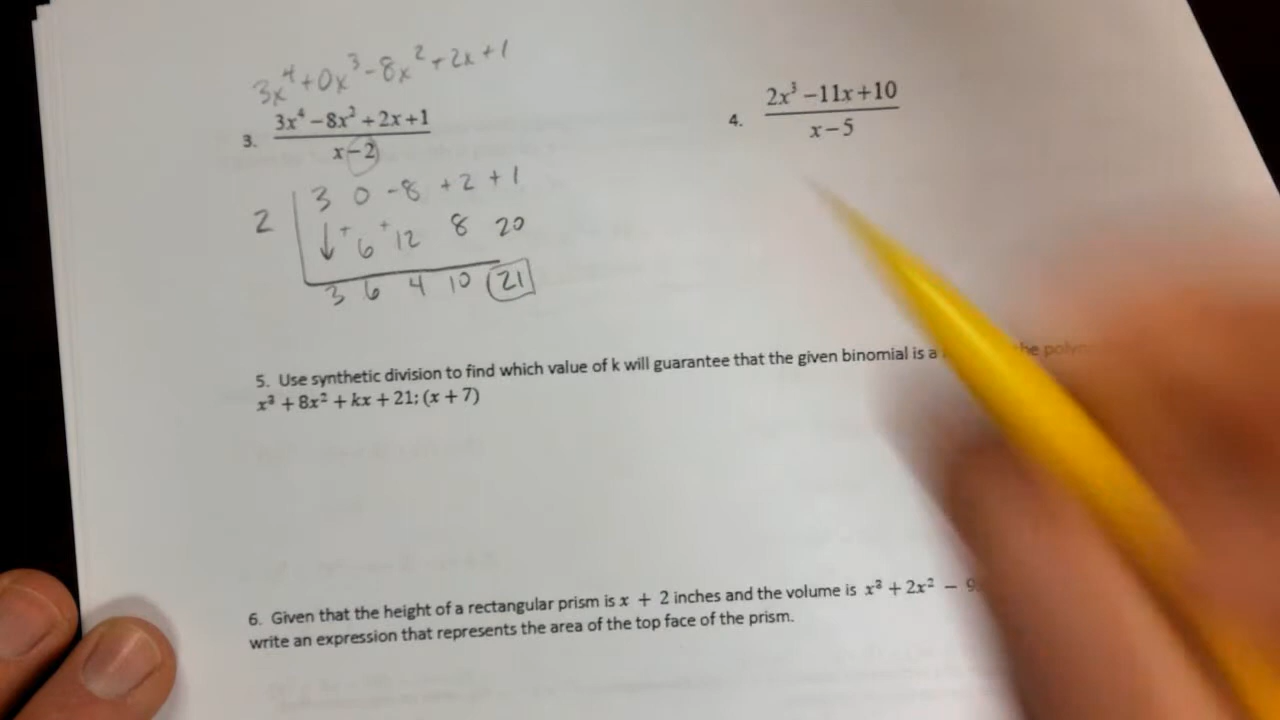 3x⁴+0x³-8x²+2x+1
3. 3x⁴-8x²+2x+1
x-2
2 3 0 -8 +2 +1
↓ + 6 + 12 8 20
3 6 4 10 21
4. 2x³-11x+10
x-5
5. Use synthetic division to find which value of k will guarantee that the given binomial is a
x³ + 8x² + kx + 21; (x + 7)
6. Given that the height of a rectangular prism is x + 2 inches and the volume is x³ + 2x² − 9
write an expression that represents the area of the top face of the prism.